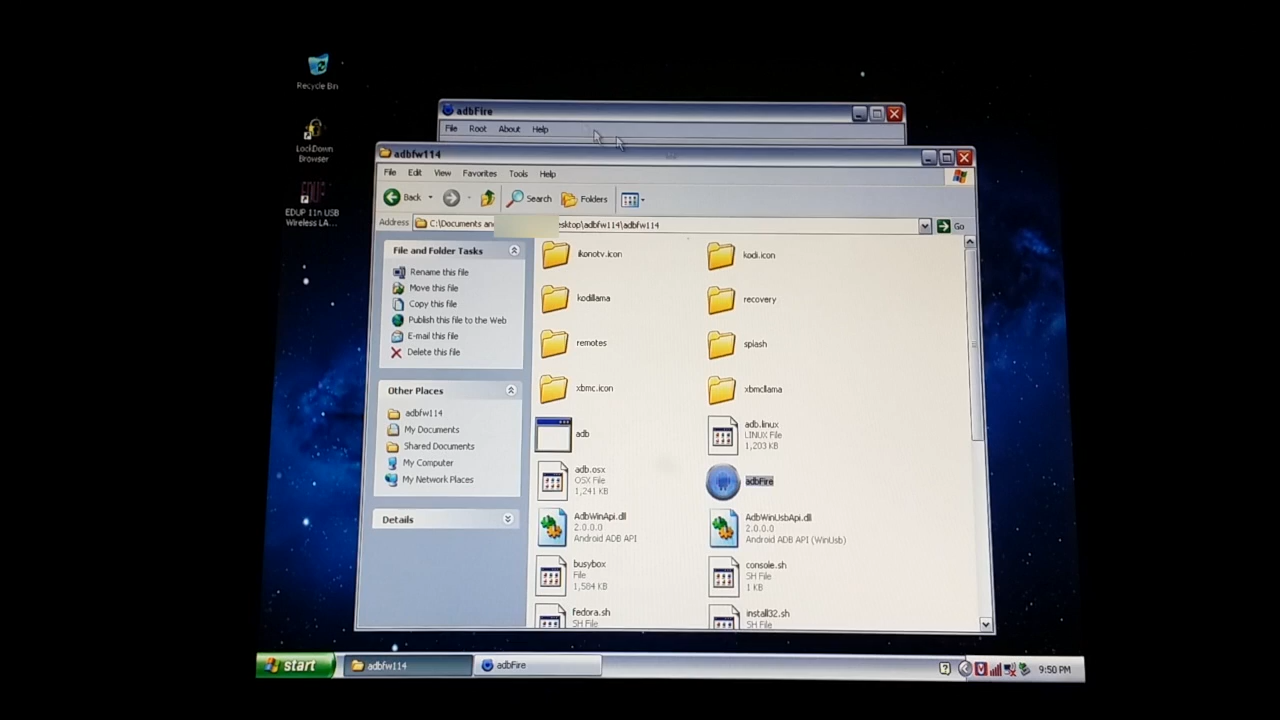 Recycle Bin
LockDown
Browser
EDUP 11n USB
Wireless LA...
adbFire
File Root About Help
adbfw114
File Edit View Favorites Tools Help
Back Search Folders
Address C:\Documents an esktop\adbfw114\adbfw114 Go
File and Folder Tasks
Rename this file
Move this file
Copy this file
Publish this file to the Web
E-mail this file
Delete this file
Other Places
adbfw114
My Documents
Shared Documents
My Computer
My Network Places
Details
ikonotv.icon
kodi.icon
kodillama
recovery
remotes
splash
xbmc.icon
xbmcllama
adb
adb.linux
LINUX File
1,203 KB
adb.osx
OSX File
1,241 KB
adbFire
AdbWinApi.dll
2.0.0.0
Android ADB API
AdbWinUsbApi.dll
2.0.0.0
Android ADB API (WinUsb)
busybox
File
1,584 KB
console.sh
SH File
1 KB
fedora.sh
SH File
install32.sh
SH File
start adbfw114 adbFire 9:50 PM